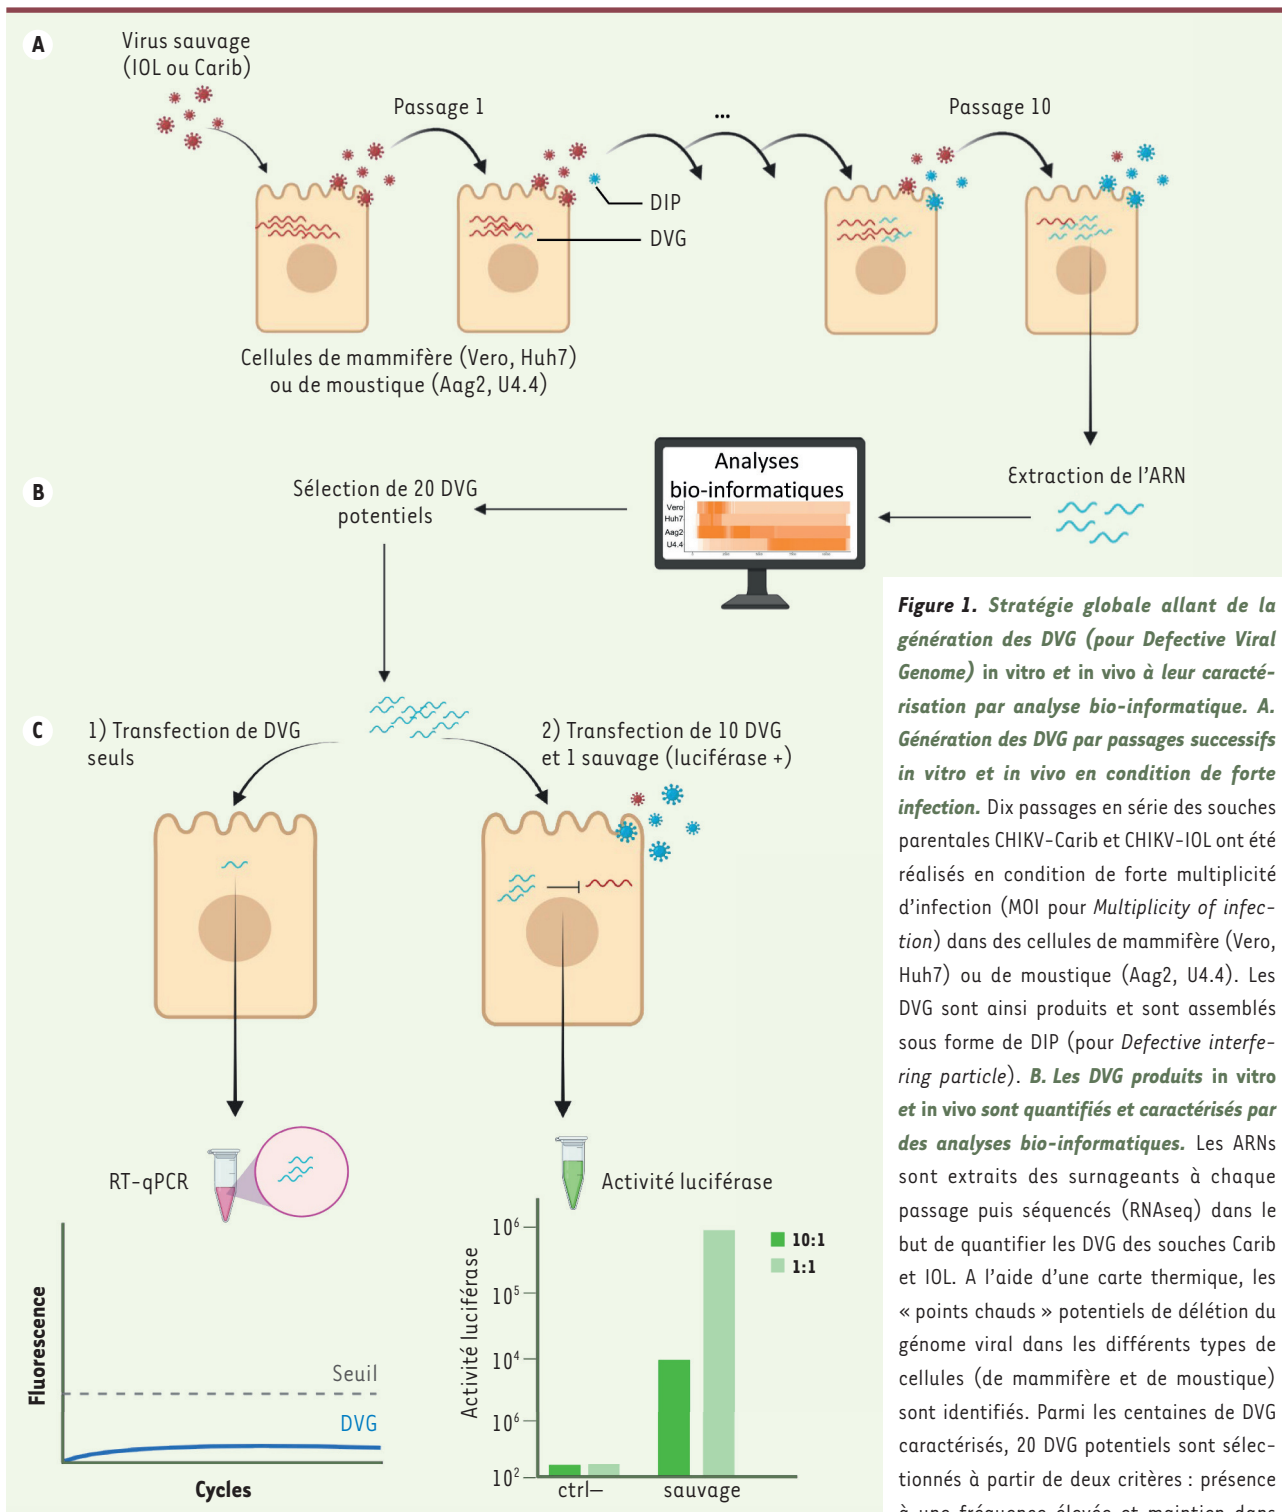 A
Virus sauvage
(IOL ou Carib)
Passage 1
...
Passage 10
DIP
DVG
Cellules de mammifère (Vero, Huh7)
ou de moustique (Aag2, U4.4)
B
Sélection de 20 DVG
potentiels
Analyses
bio-informatiques
Vero
Huh7
Aag2
U4.4
Extraction de l'ARN
C
1) Transfection de DVG
seuls
2) Transfection de 10 DVG
et 1 sauvage (luciférase +)
RT-qPCR
Activité luciférase
Fluorescence
Seuil
DVG
Cycles
Activité luciférase
10⁶
10⁵
10⁴
10⁶
10²
10:1
1:1
ctrl–
sauvage
Figure 1. Stratégie globale allant de la
génération des DVG (pour Defective Viral
Genome) in vitro et in vivo à leur caracté-
risation par analyse bio-informatique. A.
Génération des DVG par passages successifs
in vitro et in vivo en condition de forte
infection. Dix passages en série des souches
parentales CHIKV-Carib et CHIKV-IOL ont été
réalisés en condition de forte multiplicité
d'infection (MOI pour Multiplicity of infec-
tion) dans des cellules de mammifère (Vero,
Huh7) ou de moustique (Aag2, U4.4). Les
DVG sont ainsi produits et sont assemblés
sous forme de DIP (pour Defective interfe-
ring particle). B. Les DVG produits in vitro
et in vivo sont quantifiés et caractérisés par
des analyses bio-informatiques. Les ARNs
sont extraits des surnageants à chaque
passage puis séquencés (RNAseq) dans le
but de quantifier les DVG des souches Carib
et IOL. A l'aide d'une carte thermique, les
« points chauds » potentiels de délétion du
génome viral dans les différents types de
cellules (de mammifère et de moustique)
sont identifiés. Parmi les centaines de DVG
caractérisés, 20 DVG potentiels sont sélec-
tionnés à partir de deux critères : présence
à une fréquence élevée et maintien dans